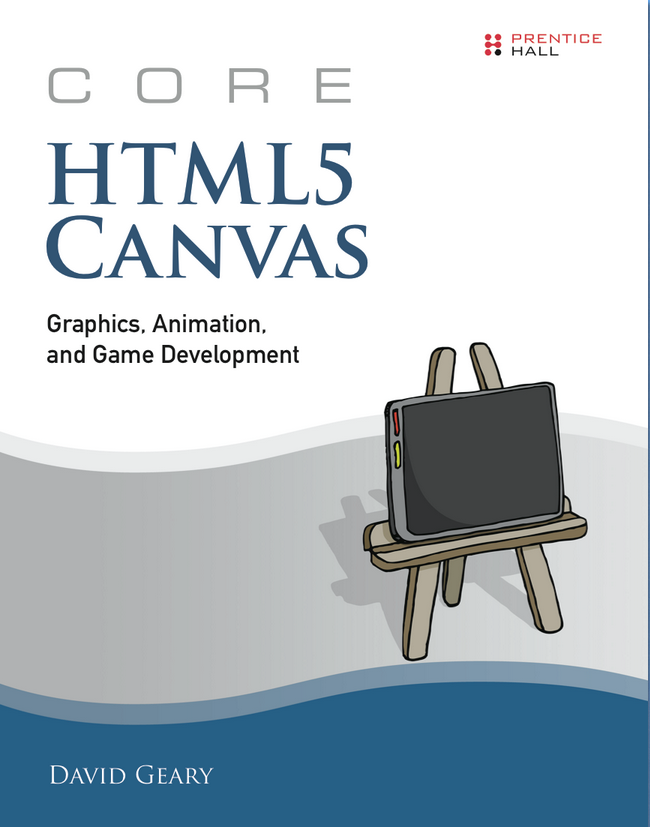 PRENTICE
HALL
CORE
HTML5
CANVAS
Graphics, Animation,
and Game Development
DAVID GEARY